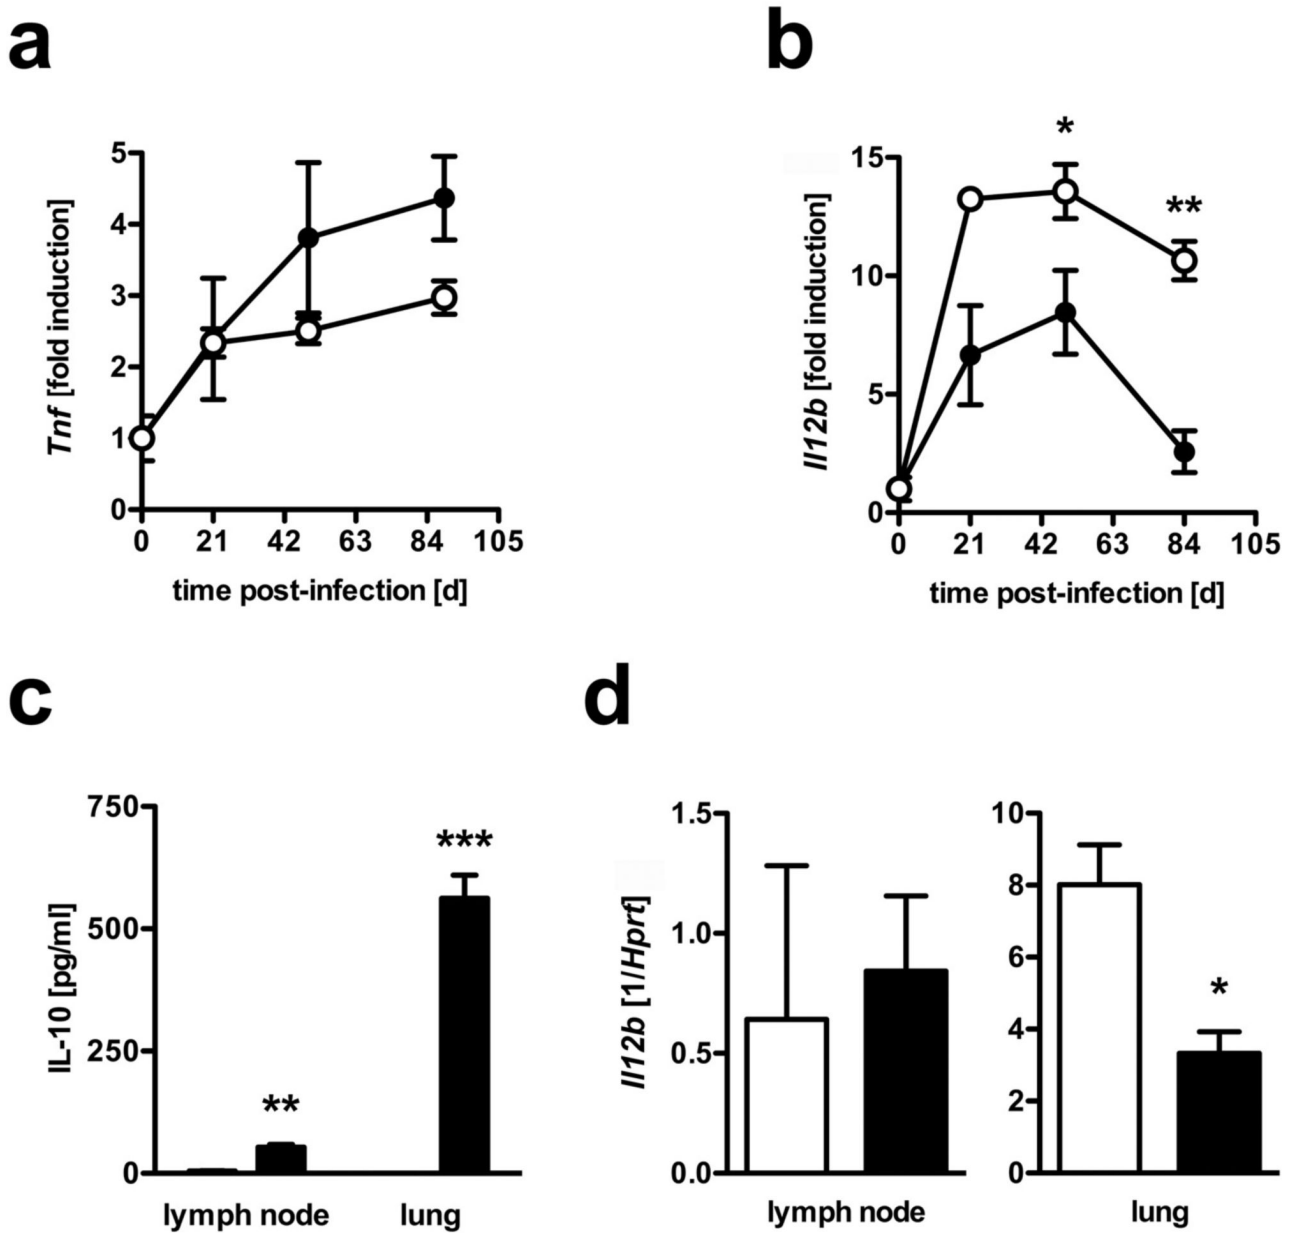 a
b
5
4
3
2
1
0
Tnf [fold induction]
0 21 42 63 84 105
time post-infection [d]
*
**
15
10
5
0
Il12b [fold induction]
0 21 42 63 84 105
time post-infection [d]
c
d
750
500
250
0
IL-10 [pg/ml]
**
***
lymph node lung
1.5
1.0
0.5
0.0
Il12b [1/Hprt]
lymph node
10
8
6
4
2
0
*
lung